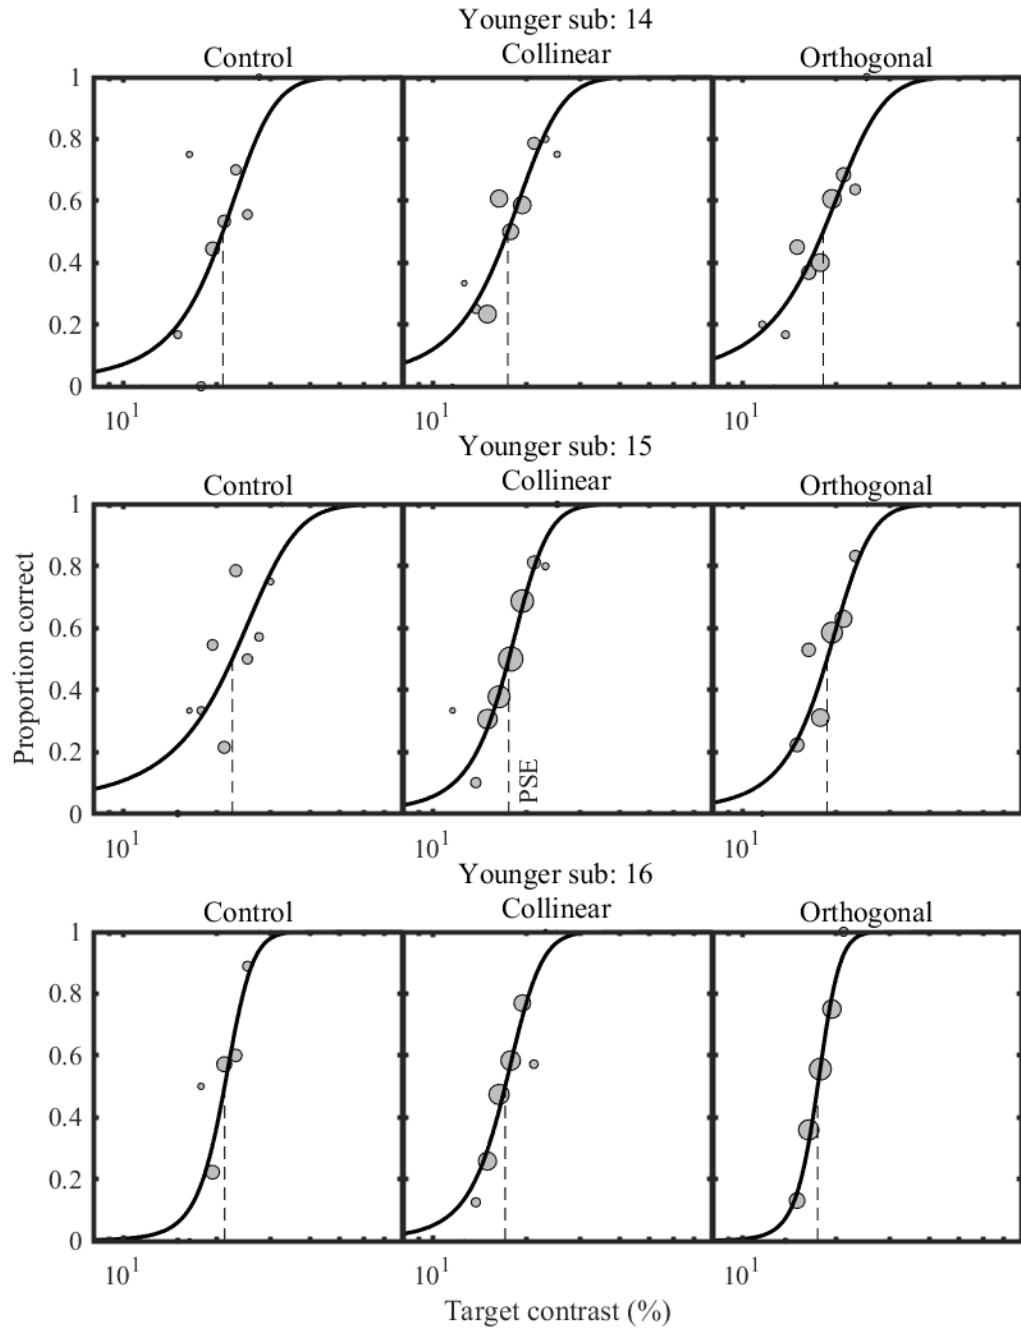 Younger sub: 14
Control
Collinear
Orthogonal
1
0.8
0.6
0.4
0.2
0
10^1
10^1
10^1
Younger sub: 15
Control
Collinear
Orthogonal
1
0.8
0.6
0.4
0.2
0
PSE
Proportion correct
10^1
10^1
10^1
Younger sub: 16
Control
Collinear
Orthogonal
1
0.8
0.6
0.4
0.2
0
10^1
10^1
10^1
Target contrast (%)